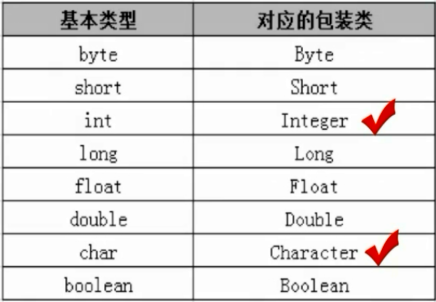 基本类型 对应的包装类
byte Byte
short Short
int Integer
long Long
float Float
double Double
char Character
boolean Boolean